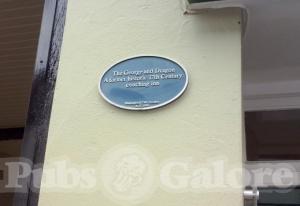 The George and Dragon
A former historic 17th Century
coaching inn
Pubs Galore